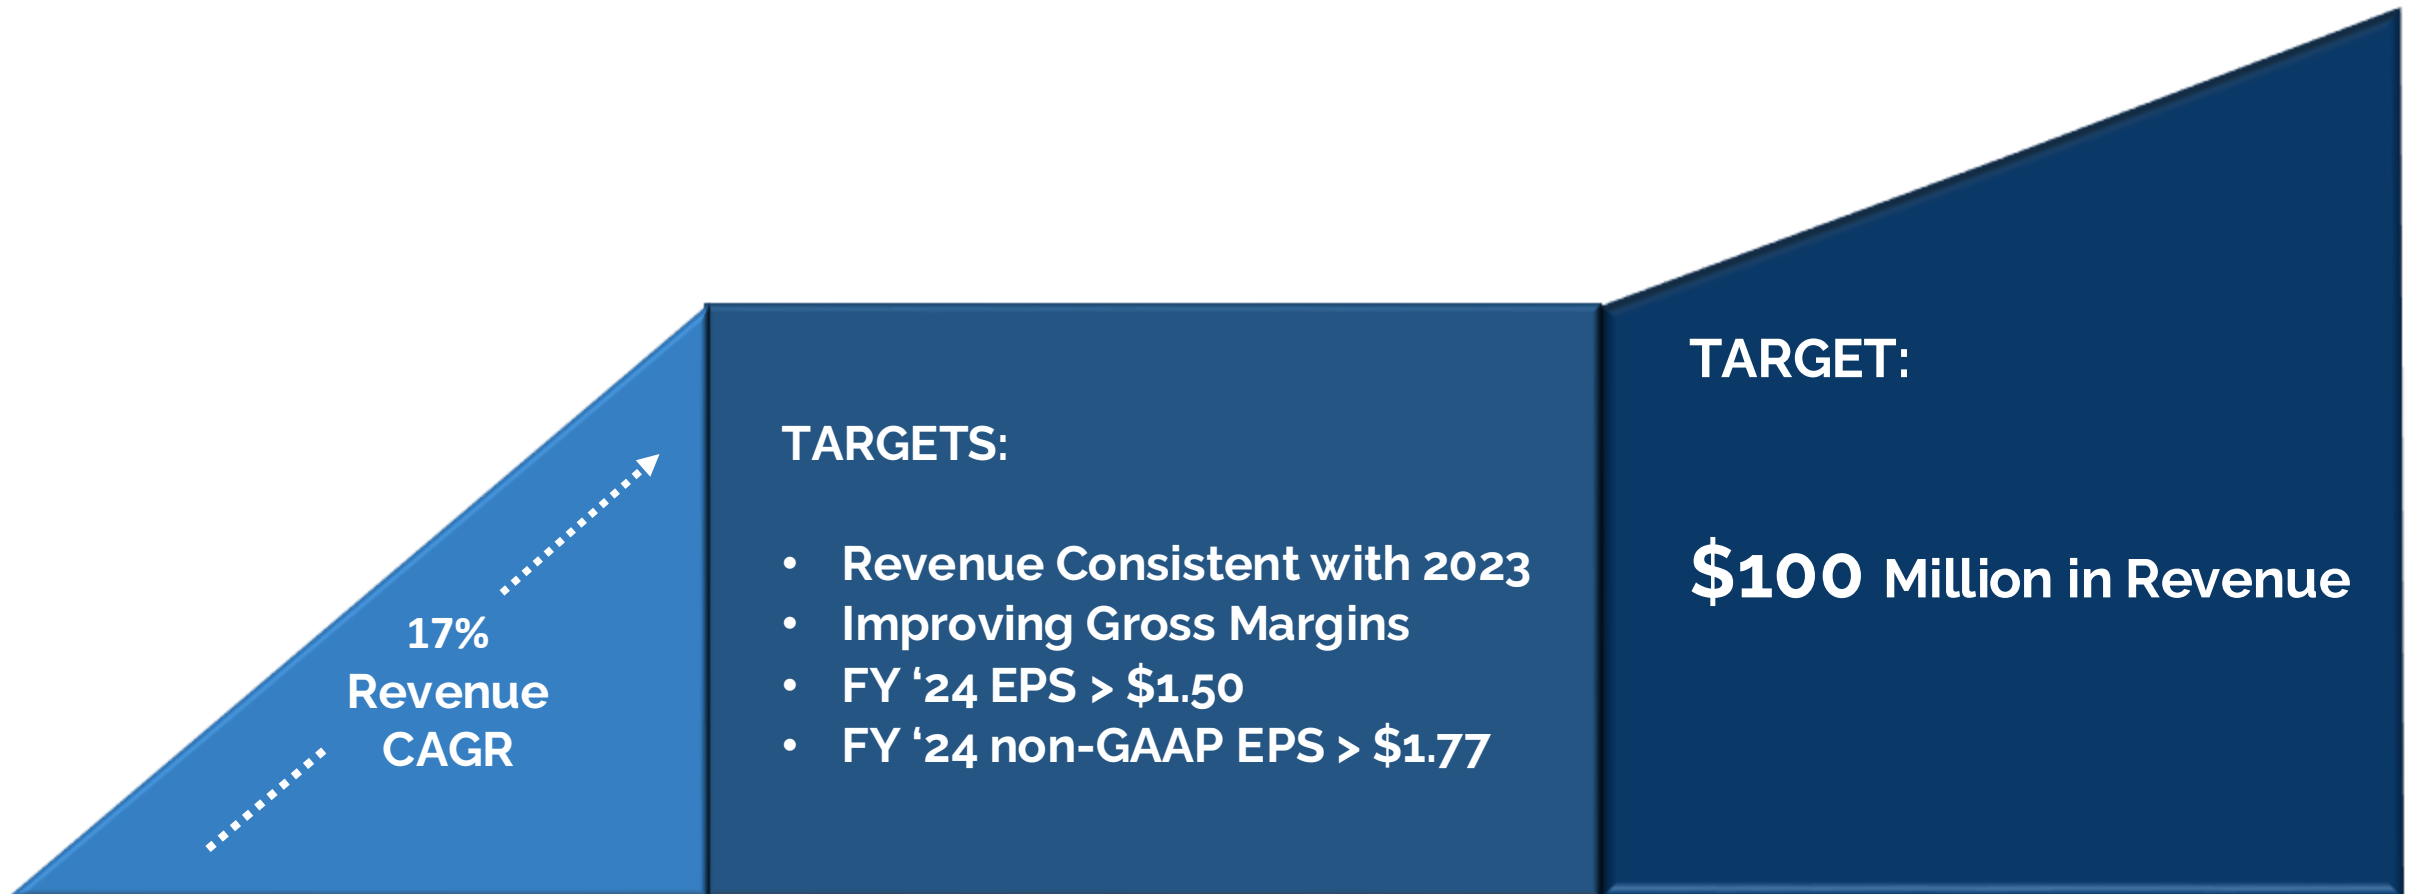 17%
Revenue
CAGR
TARGETS:
• Revenue Consistent with 2023
• Improving Gross Margins
• FY ‘24 EPS > $1.50
• FY ‘24 non-GAAP EPS > $1.77
TARGET:
$100 Million in Revenue